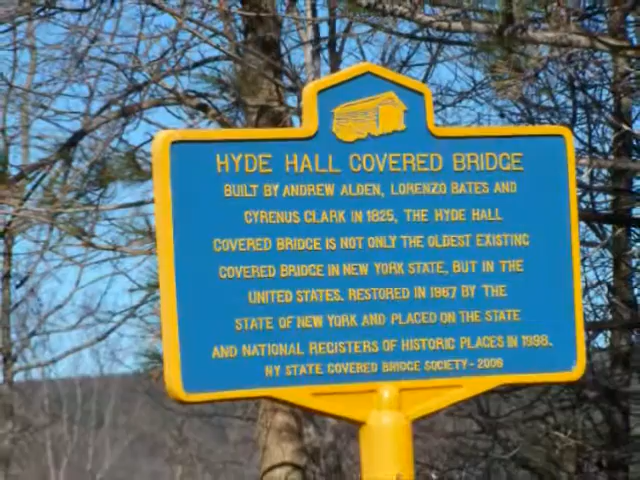 HYDE HALL COVERED BRIDGE
BUILT BY ANDREW ALDEN, LORENZO BATES AND
CYRENUS CLARK IN 1825, THE HYDE HALL
COVERED BRIDGE IS NOT ONLY THE OLDEST EXISTING
COVERED BRIDGE IN NEW YORK STATE, BUT IN THE
UNITED STATES. RESTORED IN 1967 BY THE
STATE OF NEW YORK AND PLACED ON THE STATE
AND NATIONAL REGISTERS OF HISTORIC PLACES IN 1998.
NY STATE COVERED BRIDGE SOCIETY - 2006